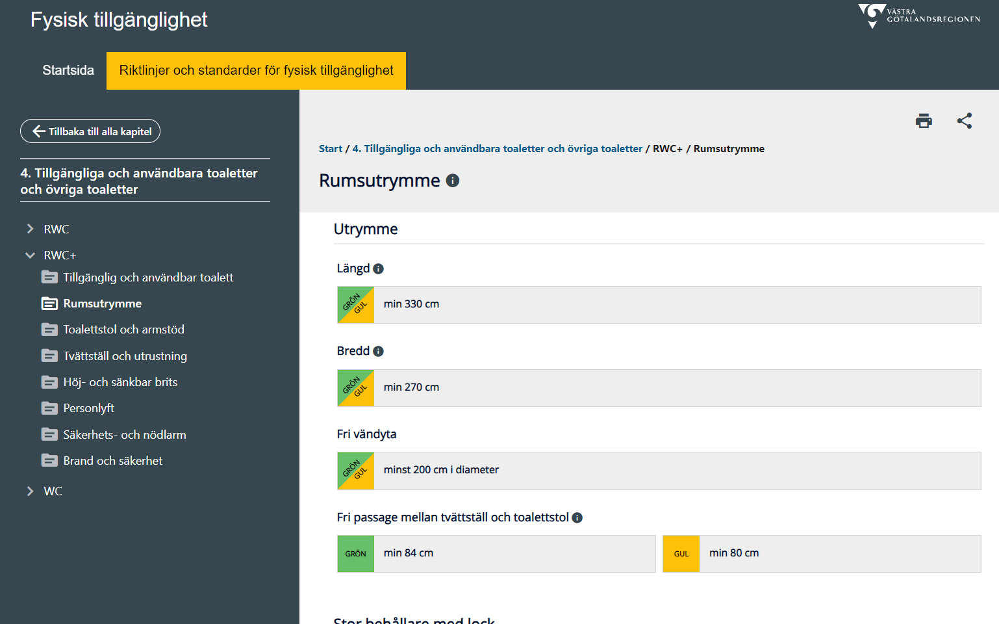 Fysisk tillgänglighet
VÄSTRA
GÖTALANDSREGIONEN
Startsida
Riktlinjer och standarder för fysisk tillgänglighet
Tillbaka till alla kapitel
4. Tillgängliga och användbara toaletter
och övriga toaletter
RWC
RWC+
Tillgänglig och användbar toalett
Rumsutrymme
Toalettstol och armstöd
Tvättställ och utrustning
Höj- och sänkbar brits
Personlyft
Säkerhets- och nödlarm
Brand och säkerhet
WC
Start / 4. Tillgängliga och användbara toaletter och övriga toaletter / RWC+ / Rumsutrymme
Rumsutrymme
Utrymme
Längd
GRÖN
GUL
min 330 cm
Bredd
GRÖN
GUL
min 270 cm
Fri vändyta
GRÖN
GUL
minst 200 cm i diameter
Fri passage mellan tvättställ och toalettstol
GRÖN
min 84 cm
GUL
min 80 cm
Stor behållare med lock